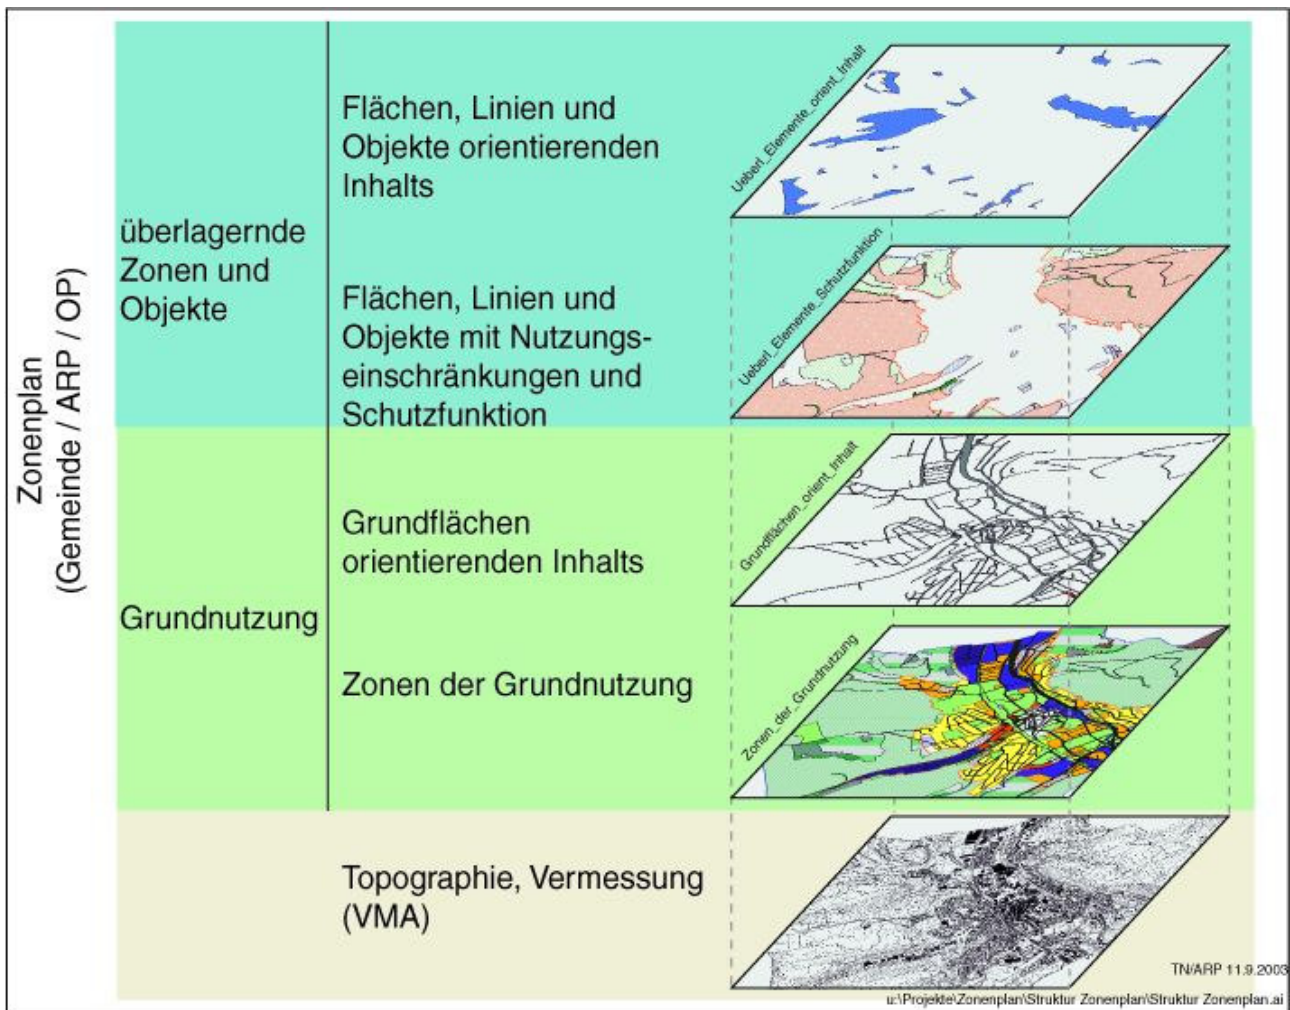 Zonenplan
(Gemeinde / ARP / OP)
überlagernde
Zonen und
Objekte
Flächen, Linien und
Objekte orientierenden
Inhalts
Ueberl_Elemente_orient_Inhalt
Flächen, Linien und
Objekte mit Nutzungs-
einschränkungen und
Schutzfunktion
Ueberl_Elemente_Schutzfunktion
Grundnutzung
Grundflächen
orientierenden Inhalts
Grundflächen_orient_Inhalt
Zonen der Grundnutzung
Zonen_der_Grundnutzung
Topographie, Vermessung
(VMA)
TN/ARP 11.9.2003
u:\Projekte\Zonenplan\Struktur Zonenplan\Struktur Zonenplan.ai